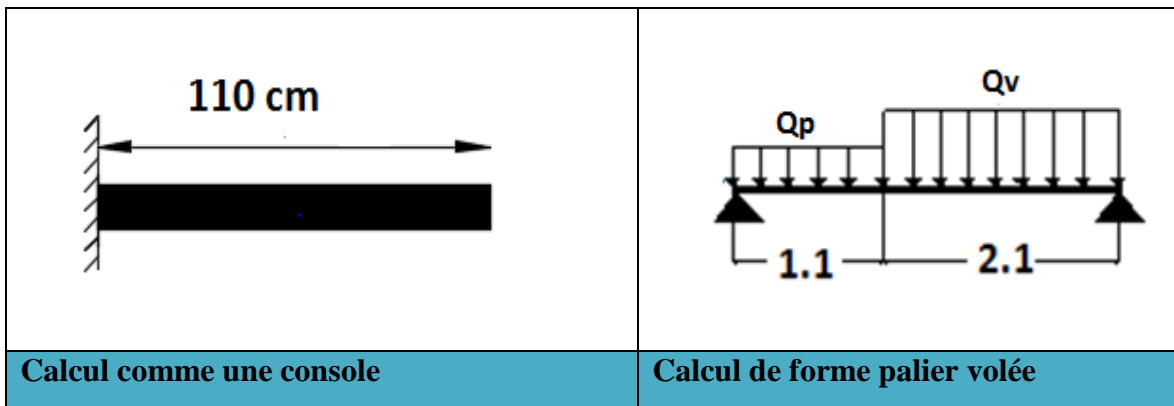 110 cm
Qp
Qv
1.1
2.1
Calcul comme une console
Calcul de forme palier volée